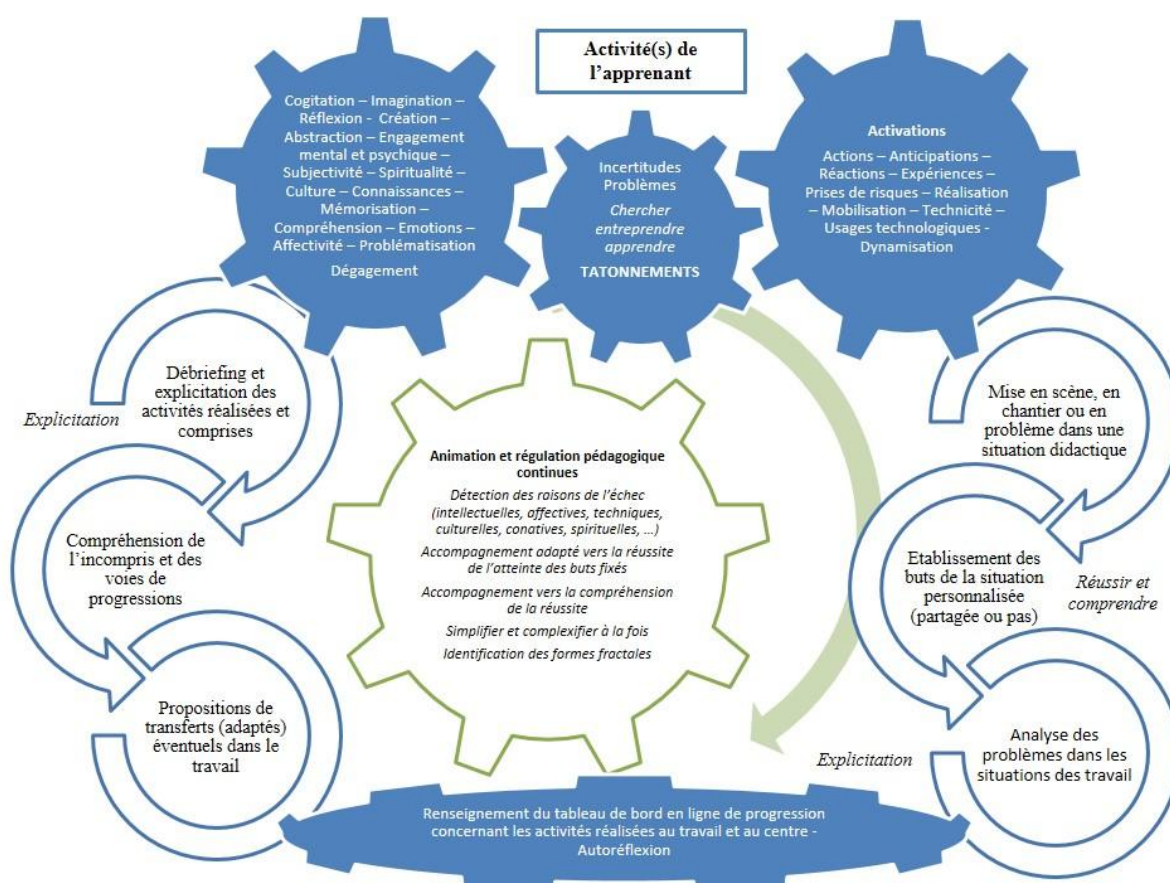 Activité(s) de
l'apprenant
Cogitation – Imagination –
Réflexion - Création –
Abstraction – Engagement
mental et psychique –
Subjectivité – Spiritualité –
Culture – Connaissances –
Mémorisation –
Compréhension – Emotions –
Affectivité – Problématisation
Dégagement
Incertitudes
Problèmes
Chercher
entreprendre
apprendre
TATONNEMENTS
Activations
Actions – Anticipations –
Réactions – Expériences –
Prises de risques – Réalisation
– Mobilisation – Technicité –
Usages technologiques -
Dynamisation
Explicitation
Débriefing et
explicitation des
activités réalisées et
comprises
Compréhension de
l'incompris et des
voies de
progressions
Propositions de
transferts (adaptés)
éventuels dans le
travail
Animation et régulation pédagogique
continues
Détection des raisons de l'échec
(intellectuelles, affectives, techniques,
culturelles, conatives, spirituelles, ...)
Accompagnement adapté vers la réussite
de l'atteinte des buts fixés
Accompagnement vers la compréhension
de la réussite
Simplifier et complexifier à la fois
Identification des formes fractales
Mise en scène, en
chantier ou en
problème dans une
situation didactique
Etablissement des
buts de la situation
personnalisée
(partagée ou pas)
Réussir et
comprendre
Explicitation
Analyse des
problèmes dans les
situations des travail
Renseignement du tableau de bord en ligne de progression
concernant les activités réalisées au travail et au centre -
Autoréflexion